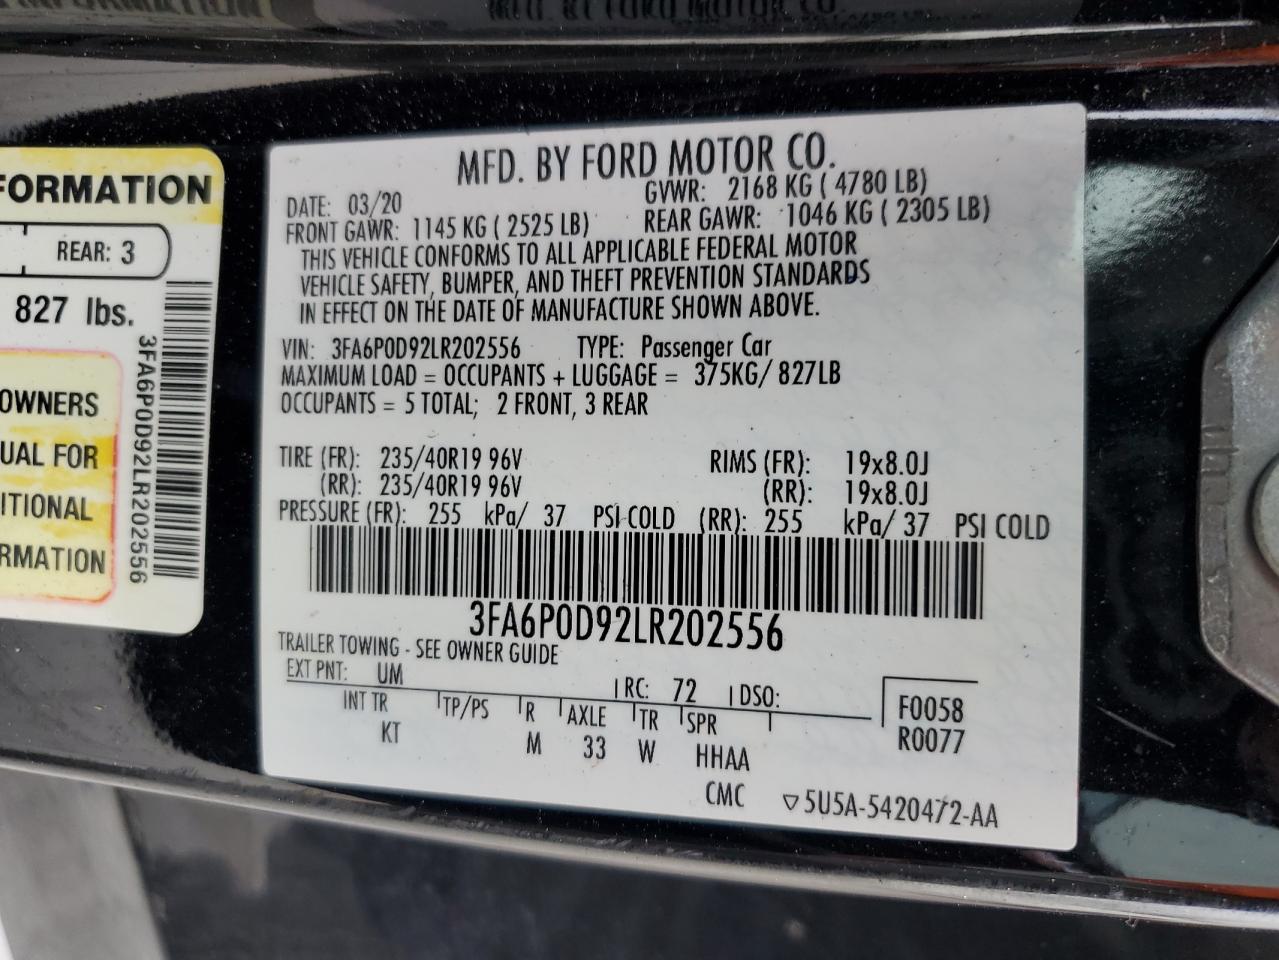 FORMATION
REAR: 3
827 lbs.
OWNERS
UAL FOR
ITIONAL
RMATION
3FA6P0D92LR202556
MFD. BY FORD MOTOR CO.
DATE: 03/20 GVWR: 2168 KG ( 4780 LB)
FRONT GAWR: 1145 KG ( 2525 LB) REAR GAWR: 1046 KG ( 2305 LB)
THIS VEHICLE CONFORMS TO ALL APPLICABLE FEDERAL MOTOR
VEHICLE SAFETY, BUMPER, AND THEFT PREVENTION STANDARDS
IN EFFECT ON THE DATE OF MANUFACTURE SHOWN ABOVE.
VIN: 3FA6P0D92LR202556 TYPE: Passenger Car
MAXIMUM LOAD = OCCUPANTS + LUGGAGE = 375KG/ 827LB
OCCUPANTS = 5 TOTAL; 2 FRONT, 3 REAR
TIRE (FR): 235/40R19 96V RIMS (FR): 19x8.0J
(RR): 235/40R19 96V (RR): 19x8.0J
PRESSURE (FR): 255 kPa/ 37 PSI COLD (RR): 255 kPa/ 37 PSI COLD
3FA6P0D92LR202556
TRAILER TOWING - SEE OWNER GUIDE
EXT PNT: UM RC: 72 DSO:
INT TR TP/PS R AXLE TR SPR
KT M 33 W HHAA
F0058
R0077
CMC ▽5U5A-5420472-AA